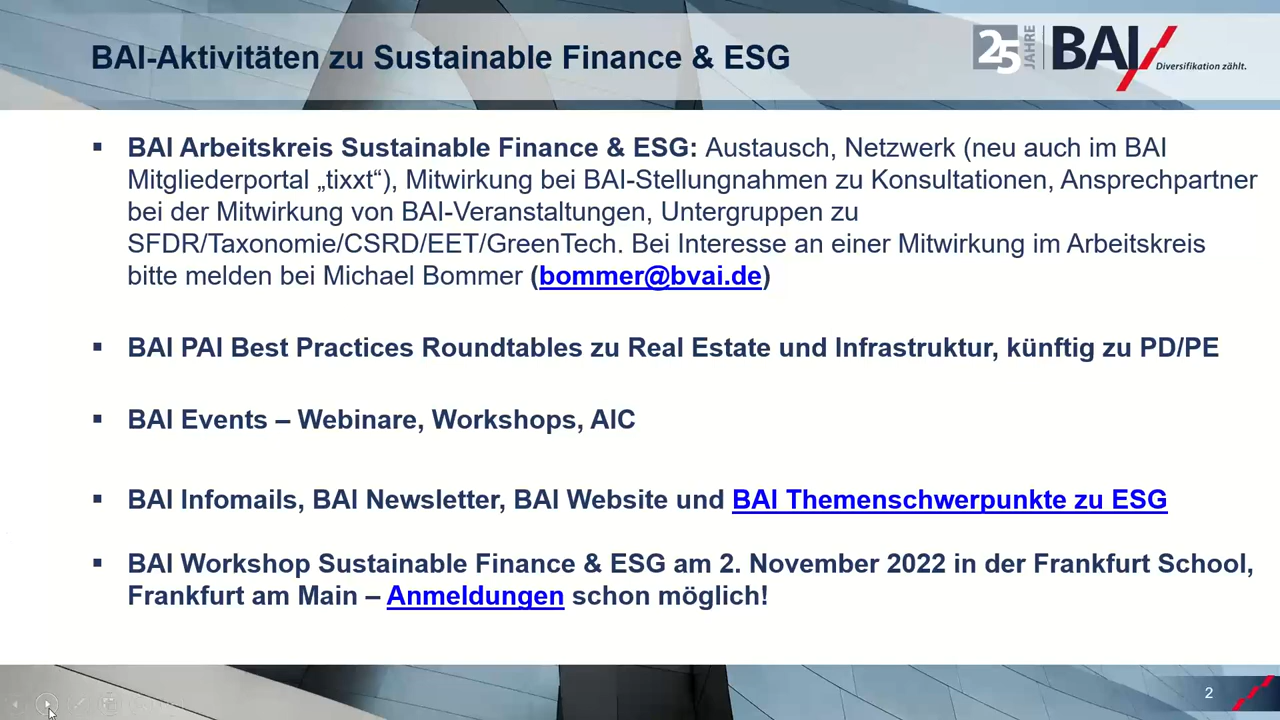 BAI-Aktivitäten zu Sustainable Finance & ESG
25 JAHRE BAI Diversifikation zählt.
▪ BAI Arbeitskreis Sustainable Finance & ESG: Austausch, Netzwerk (neu auch im BAI
Mitgliederportal „tixxt“), Mitwirkung bei BAI-Stellungnahmen zu Konsultationen, Ansprechpartner
bei der Mitwirkung von BAI-Veranstaltungen, Untergruppen zu
SFDR/Taxonomie/CSRD/EET/GreenTech. Bei Interesse an einer Mitwirkung im Arbeitskreis
bitte melden bei Michael Bommer (bommer@bvai.de)
▪ BAI PAI Best Practices Roundtables zu Real Estate und Infrastruktur, künftig zu PD/PE
▪ BAI Events – Webinare, Workshops, AIC
▪ BAI Infomails, BAI Newsletter, BAI Website und BAI Themenschwerpunkte zu ESG
▪ BAI Workshop Sustainable Finance & ESG am 2. November 2022 in der Frankfurt School,
Frankfurt am Main – Anmeldungen schon möglich!
2